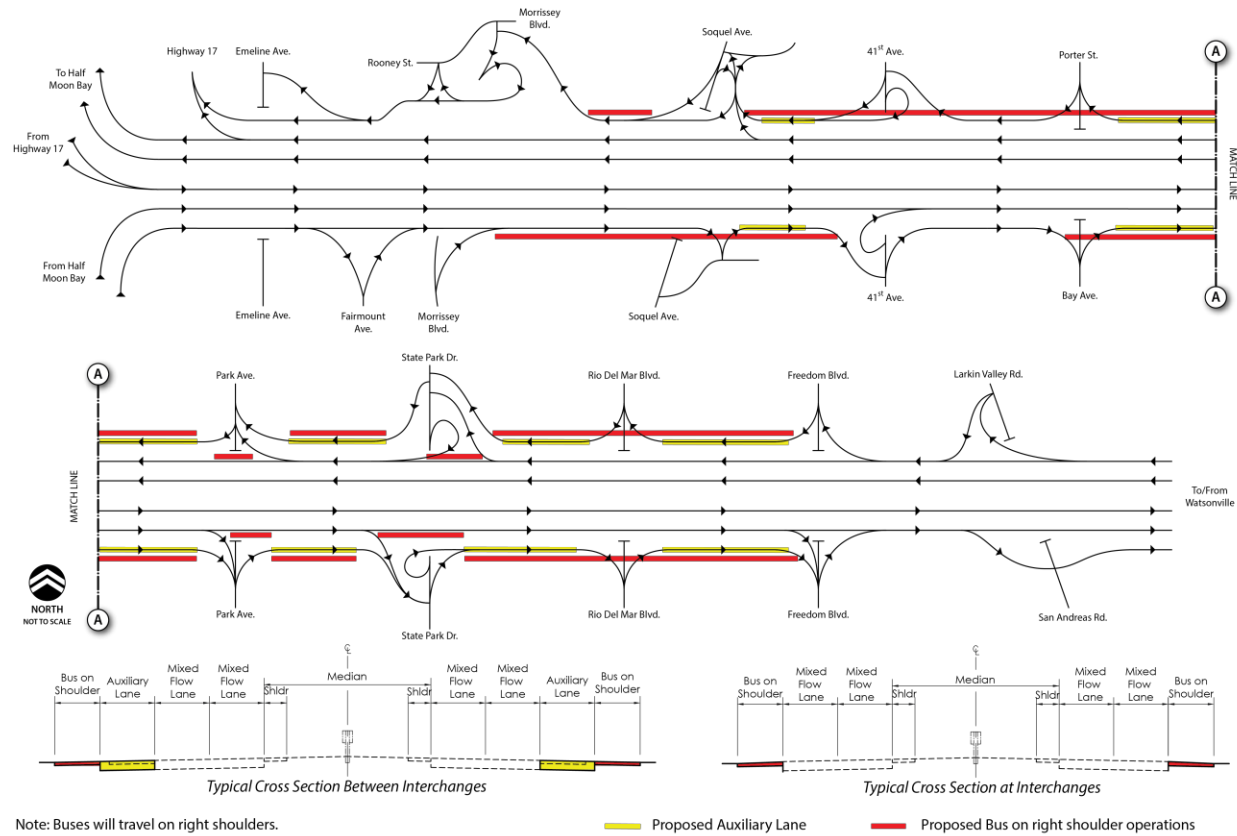 Morrissey
Blvd.
Highway 17
Emeline Ave.
Soquel Ave.
41st Ave.
Porter St.
A
Rooney St.
To Half
Moon Bay
From
Highway 17
MATCH LINE
From Half
Moon Bay
Emeline Ave.
Fairmount
Ave.
Morrissey
Blvd.
Soquel Ave.
41st Ave.
Bay Ave.
A
A
Park Ave.
State Park Dr.
Rio Del Mar Blvd.
Freedom Blvd.
Larkin Valley Rd.
MATCH LINE
To/From
Watsonville
NORTH
NOT TO SCALE
A
Park Ave.
State Park Dr.
Rio Del Mar Blvd.
Freedom Blvd.
San Andreas Rd.
Bus on
Shoulder
Auxiliary
Lane
Mixed
Flow
Lane
Mixed
Flow
Lane
Shldr
Median
℄
Shldr
Mixed
Flow
Lane
Mixed
Flow
Lane
Auxiliary
Lane
Bus on
Shoulder
Typical Cross Section Between Interchanges
Bus on
Shoulder
Mixed
Flow
Lane
Mixed
Flow
Lane
Shldr
Median
℄
Shldr
Mixed
Flow
Lane
Mixed
Flow
Lane
Bus on
Shoulder
Typical Cross Section at Interchanges
Note: Buses will travel on right shoulders.
Proposed Auxiliary Lane
Proposed Bus on right shoulder operations